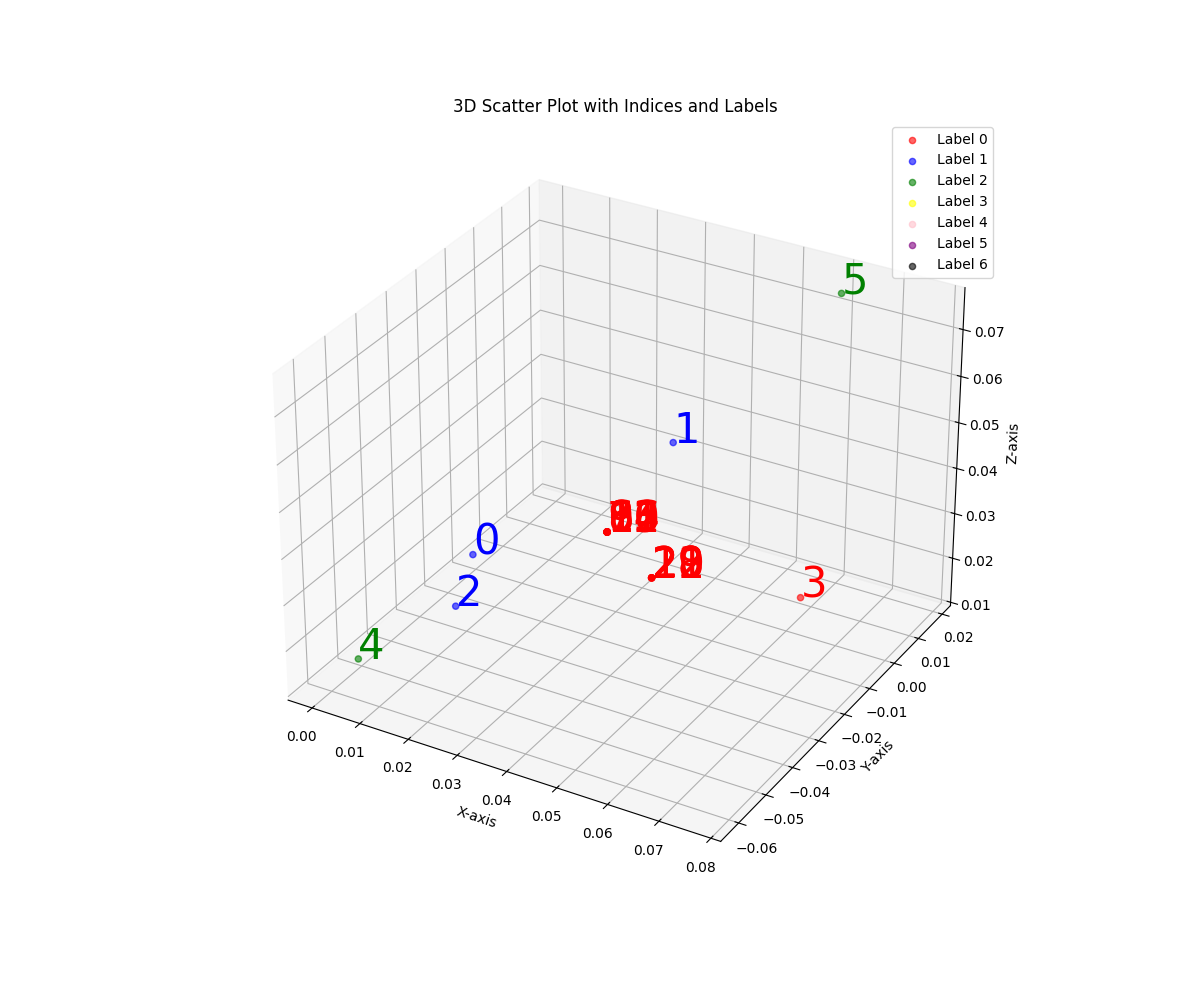 3D Scatter Plot with Indices and Labels
Label 0
Label 1
Label 2
Label 3
Label 4
Label 5
Label 6
5
1
0
2
3
4
0.07
0.06
0.05
0.04
0.03
0.02
0.01
Z-axis
0.02
0.01
0.00
−0.01
−0.02
−0.03
−0.04
−0.05
−0.06
Y-axis
0.00
0.01
0.02
0.03
0.04
0.05
0.06
0.07
0.08
X-axis